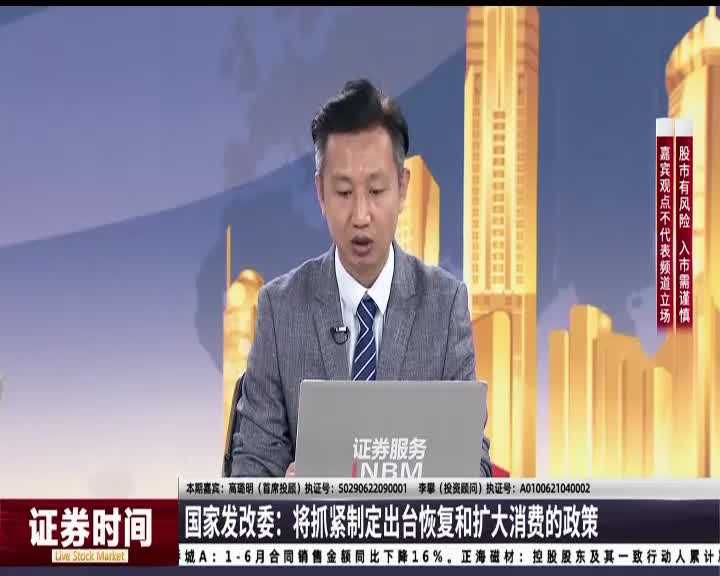 股市有风险 入市需谨慎
嘉宾观点不代表频道立场
证券服务
NBM
本期嘉宾：高璐明（首席投顾）执证号：S0290622090001 李攀（投资顾问）执证号：A0100621040002
证券时间
Live Stock Market
国家发改委：将抓紧制定出台恢复和扩大消费的政策
城A：1-6月合同销售金额同比下降16%。正海磁材：控股股东及其一致行动人累计